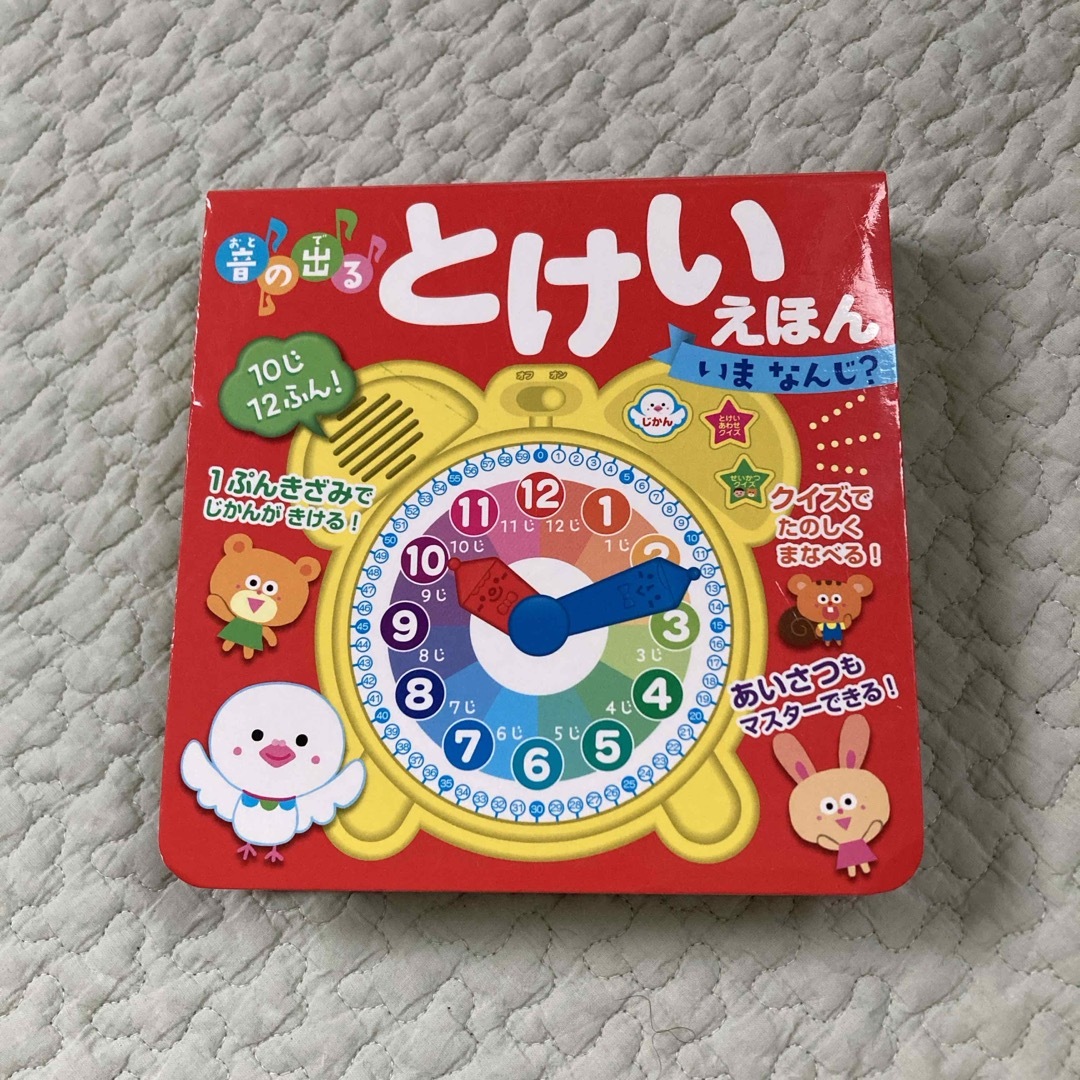 音の出る
おと で
とけい
えほん
いま なんじ?
10じ
12ふん!
オフ オン
じかん
とけい
あわせ
クイズ
せいかつ
クイズ
1ぷんきざみで
じかんが きける!
クイズで
たのしく
まなべる!
あいさつも
マスターできる!
12
1
2
3
4
5
6
7
8
9
10
11
12じ
1じ
3じ
4じ
5じ
6じ
7じ
8じ
9じ
10じ
11じ